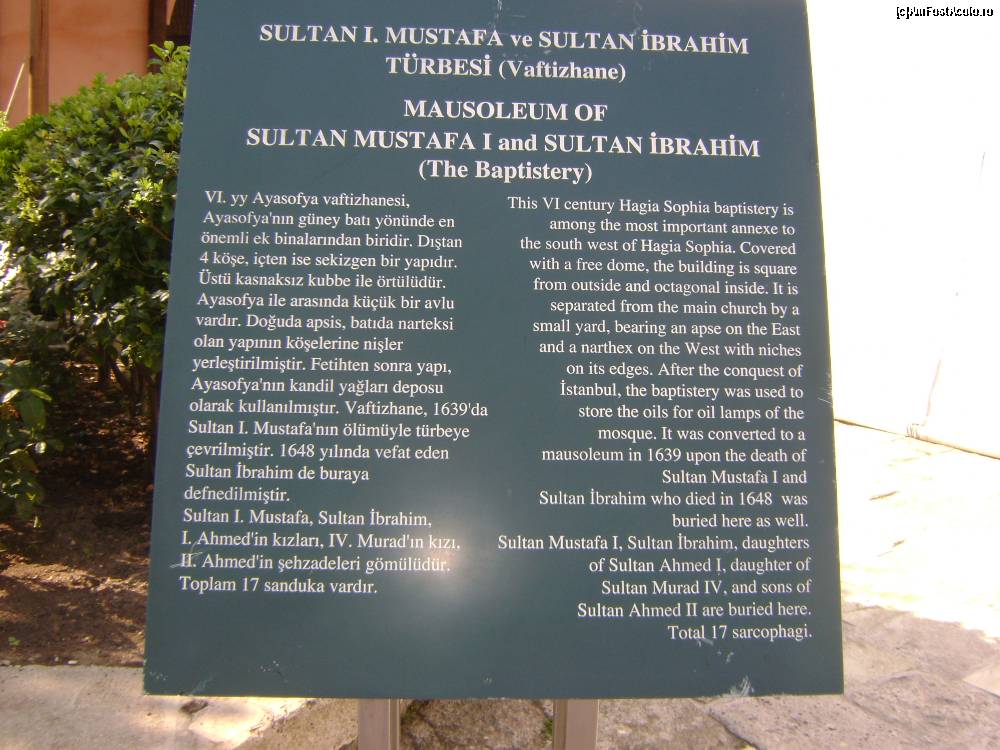 [c]AmFostAcolo.ro
SULTAN I. MUSTAFA ve SULTAN İBRAHİM
TÜRBESİ (Vaftizhane)
MAUSOLEUM OF
SULTAN MUSTAFA I and SULTAN İBRAHİM
(The Baptistery)
VI. yy Ayasofya vaftizhanesi,
Ayasofya'nın güney batı yönünde en
önemli ek binalarından biridir. Dıştan
4 köşe, içten ise sekizgen bir yapıdır.
Üstü kasnaksız kubbe ile örtülüdür.
Ayasofya ile arasında küçük bir avlu
vardır. Doğuda apsis, batıda narteksi
olan yapının köşelerine nişler
yerleştirilmiştir. Fetihten sonra yapı,
Ayasofya'nın kandil yağları deposu
olarak kullanılmıştır. Vaftizhane, 1639'da
Sultan I. Mustafa'nın ölümüyle türbeye
çevrilmiştir. 1648 yılında vefat eden
Sultan İbrahim de buraya
defnedilmiştir.
Sultan I. Mustafa, Sultan İbrahim,
I. Ahmed'in kızları, IV. Murad'ın kızı,
II. Ahmed'in şehzadeleri gömülüdür.
Toplam 17 sanduka vardır.
This VI century Hagia Sophia baptistery is
among the most important annexe to
the south west of Hagia Sophia. Covered
with a free dome, the building is square
from outside and octagonal inside. It is
separated from the main church by a
small yard, bearing an apse on the East
and a narthex on the West with niches
on its edges. After the conquest of
İstanbul, the baptistery was used to
store the oils for oil lamps of the
mosque. It was converted to a
mausoleum in 1639 upon the death of
Sultan Mustafa I and
Sultan İbrahim who died in 1648 was
buried here as well.
Sultan Mustafa I, Sultan İbrahim, daughters
of Sultan Ahmed I, daughter of
Sultan Murad IV, and sons of
Sultan Ahmed II are buried here.
Total 17 sarcophagi.